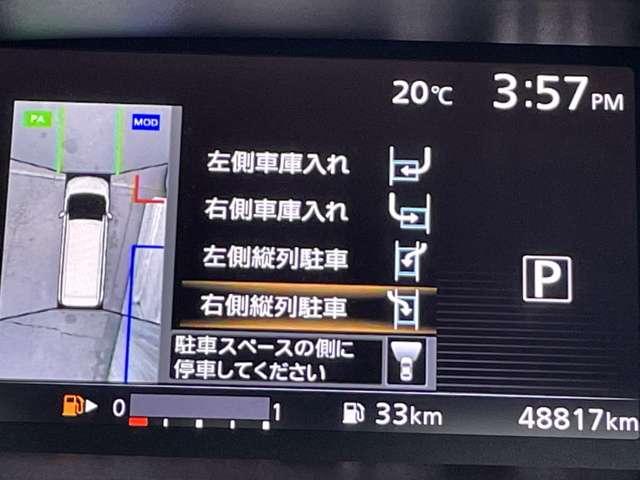 20℃ 3:57 PM
PA MOD
左側車庫入れ
右側車庫入れ
左側縦列駐車
右側縦列駐車
P
駐車スペースの側に
停車してください
0 1 33km 48817km